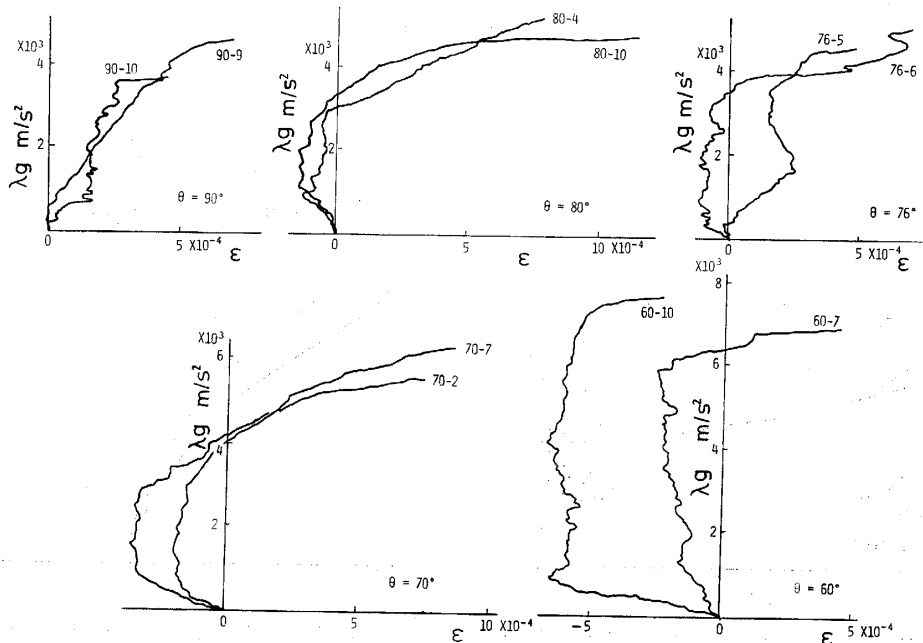 X10³
4
2
λg m/s²
90-10
90-9
θ = 90°
0
5 X10⁻⁴
ε
X10³
4
2
λg m/s²
80-4
80-10
θ = 80°
0
5
10 X10⁻⁴
ε
X10³
4
2
λg m/s²
76-5
76-6
θ = 76°
0
5 X10⁻⁴
ε
X10³
6
4
2
λg m/s²
70-7
70-2
θ = 70°
0
5
10 X10⁻⁴
ε
X10³
8
6
4
2
λg m/s²
60-10
60-7
θ = 60°
-5
0
5 X10⁻⁴
ε